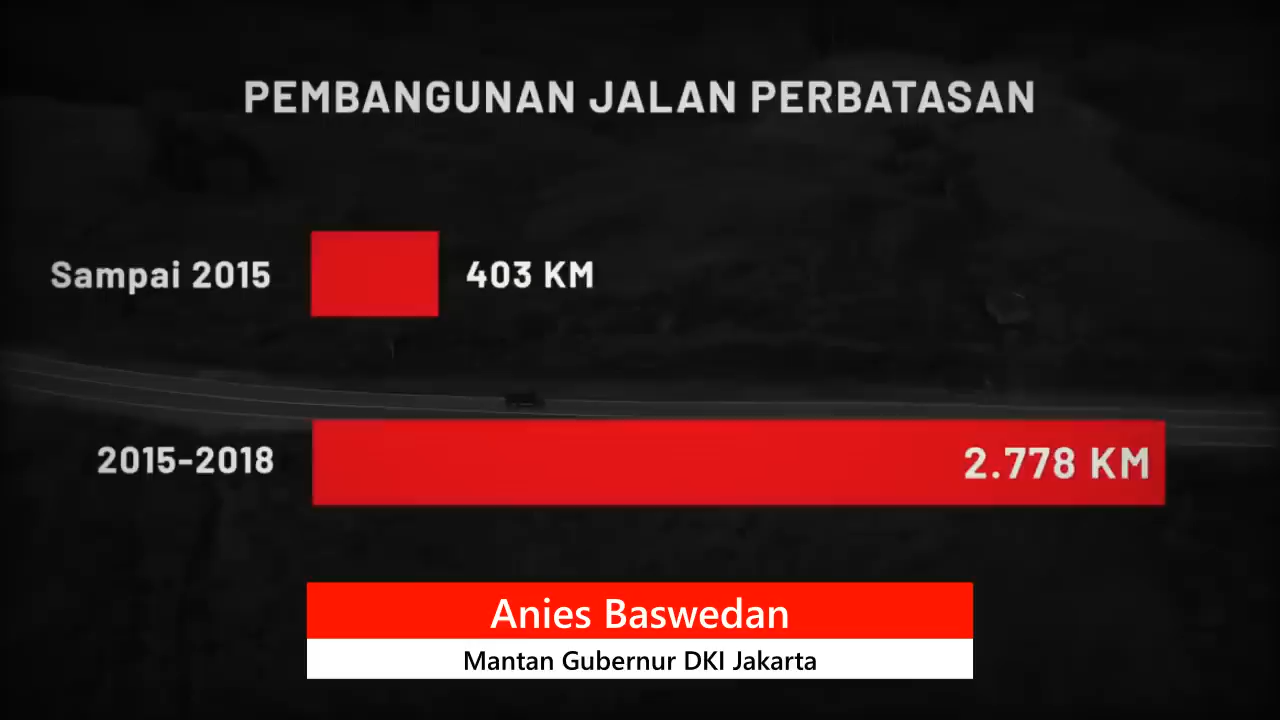 PEMBANGUNAN JALAN PERBATASAN
Sampai 2015 403 KM
2015-2018 2.778 KM
Anies Baswedan
Mantan Gubernur DKI Jakarta